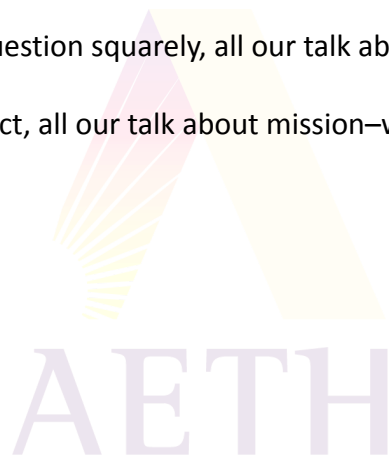 uestion squarely, all our talk ab
ct, all our talk about mission–
AETH